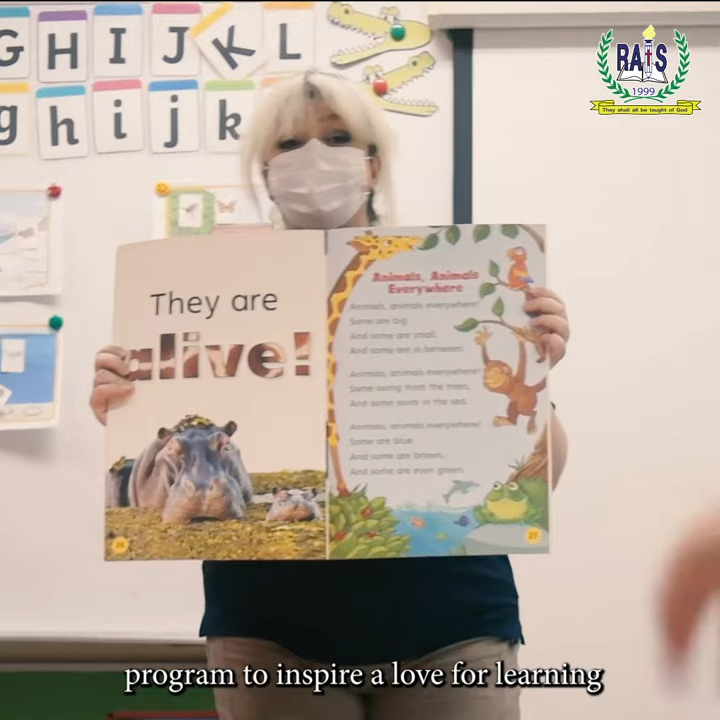 G H I J K L
g h i j k
RAIS
1999
They shall all be taught of God
They are
alive!
Animals, Animals
Everywhere
Animals, animals everywhere!
Some are big
And some are small,
And some are in between.
Animals, animals everywhere!
Some swing from the trees,
And some swim in the sea.
Animals, animals everywhere!
Some are blue
And some are brown,
And some are even green.
26
27
program to inspire a love for learning